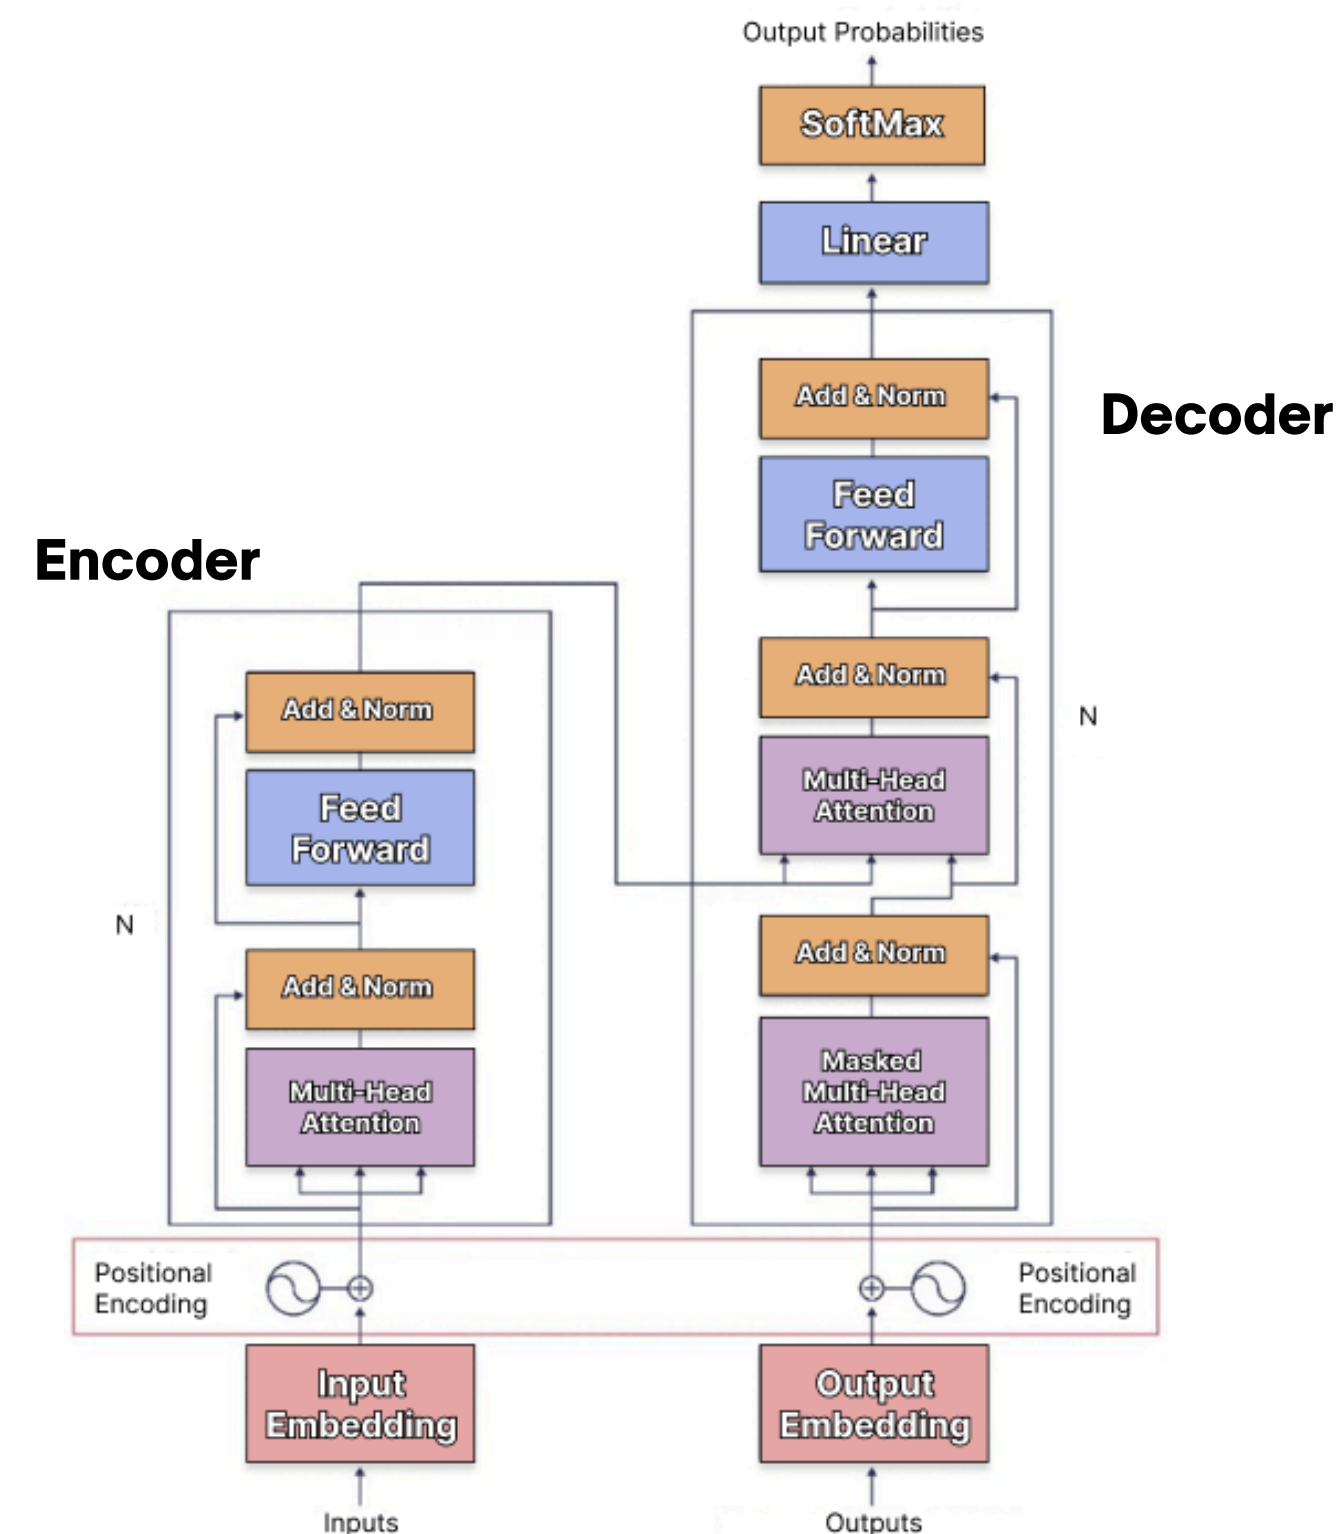 Output Probabilities
SoftMax
Linear
Add & Norm
Decoder
Feed
Forward
Add & Norm
N
Multi-Head
Attention
Add & Norm
Masked
Multi-Head
Attention
Encoder
Add & Norm
Feed
Forward
N
Add & Norm
Multi-Head
Attention
Positional
Encoding
Positional
Encoding
Input
Embedding
Output
Embedding
Inputs
Outputs